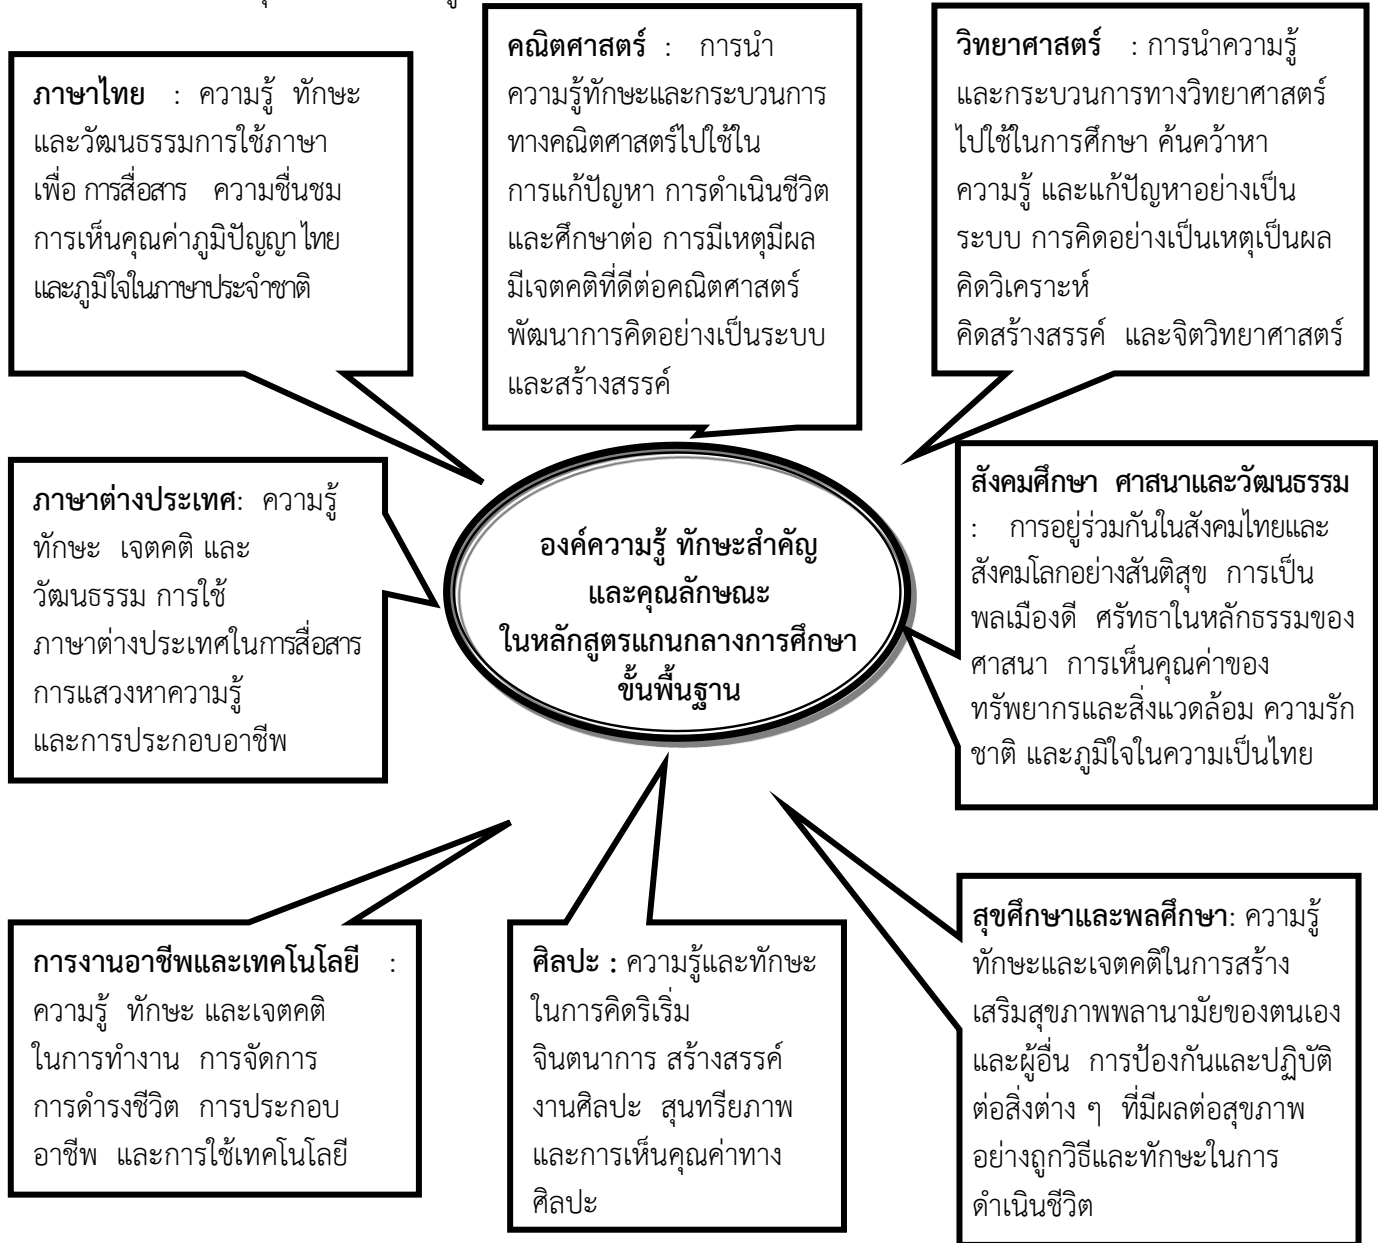 ภาษาไทย : ความรู้ ทักษะ
และวัฒนธรรมการใช้ภาษา
เพื่อ การสื่อสาร ความชื่นชม
การเห็นคุณค่าภูมิปัญญา ไทย
และภูมิใจในภาษาประจำชาติ
คณิตศาสตร์ : การนำ
ความรู้ทักษะและกระบวนการ
ทางคณิตศาสตร์ไปใช้ใน
การแก้ปัญหา การดำเนินชีวิต
และศึกษาต่อ การมีเหตุมีผล
มีเจตคติที่ดีต่อคณิตศาสตร์
พัฒนาการคิดอย่างเป็นระบบ
และสร้างสรรค์
วิทยาศาสตร์ : การนำความรู้
และกระบวนการทางวิทยาศาสตร์
ไปใช้ในการศึกษา ค้นคว้าหา
ความรู้ และแก้ปัญหาอย่างเป็น
ระบบ การคิดอย่างเป็นเหตุเป็นผล
คิดวิเคราะห์
คิดสร้างสรรค์ และจิตวิทยาศาสตร์
ภาษาต่างประเทศ: ความรู้
ทักษะ เจตคติ และ
วัฒนธรรม การใช้
ภาษาต่างประเทศในการสื่อสาร
การแสวงหาความรู้
และการประกอบอาชีพ
องค์ความรู้ ทักษะสำคัญ
และคุณลักษณะ
ในหลักสูตรแกนกลางการศึกษา
ขั้นพื้นฐาน
สังคมศึกษา ศาสนาและวัฒนธรรม
: การอยู่ร่วมกันในสังคมไทยและ
สังคมโลกอย่างสันติสุข การเป็น
พลเมืองดี ศรัทธาในหลักธรรมของ
ศาสนา การเห็นคุณค่าของ
ทรัพยากรและสิ่งแวดล้อม ความรัก
ชาติ และภูมิใจในความเป็นไทย
การงานอาชีพและเทคโนโลยี :
ความรู้ ทักษะ และเจตคติ
ในการทำงาน การจัดการ
การดำรงชีวิต การประกอบ
อาชีพ และการใช้เทคโนโลยี
ศิลปะ : ความรู้และทักษะ
ในการคิดริเริ่ม
จินตนาการ สร้างสรรค์
งานศิลปะ สุนทรียภาพ
และการเห็นคุณค่าทาง
ศิลปะ
สุขศึกษาและพลศึกษา: ความรู้
ทักษะและเจตคติในการสร้าง
เสริมสุขภาพพลานามัยของตนเอง
และผู้อื่น การป้องกันและปฏิบัติ
ต่อสิ่งต่าง ๆ ที่มีผลต่อสุขภาพ
อย่างถูกวิธีและทักษะในการ
ดำเนินชีวิต